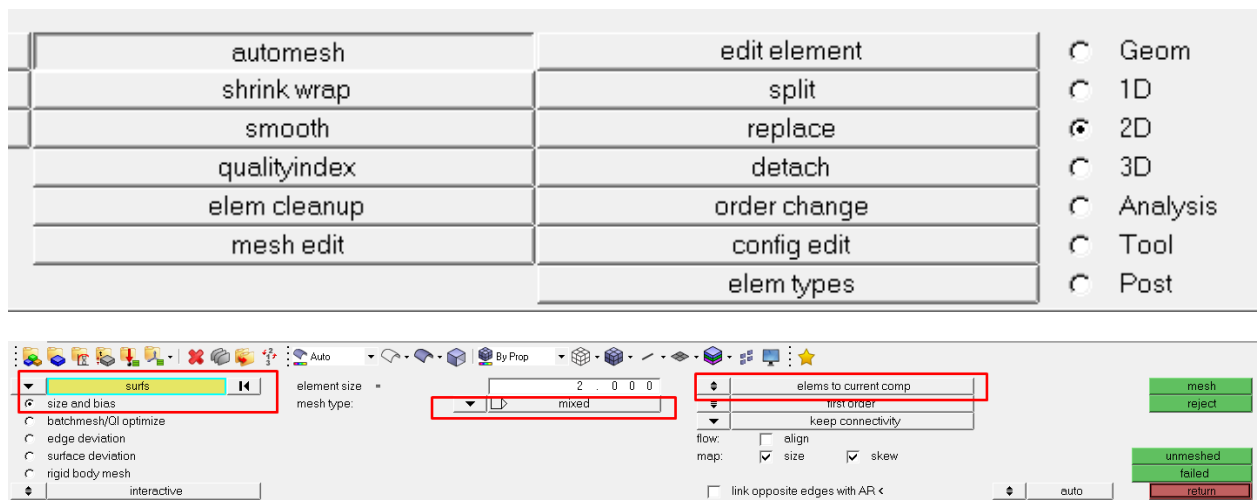 automesh edit element Geom
shrink wrap split 1D
smooth replace 2D
qualityindex detach 3D
elem cleanup order change Analysis
mesh edit config edit Tool
elem types Post
Auto By Prop
surfs element size = 2 . 0 0 0 elems to current comp mesh
size and bias mesh type: mixed first order reject
batchmesh/QI optimize keep connectivity
edge deviation flow: align
surface deviation map: size skew unmeshed
rigid body mesh failed
interactive link opposite edges with AR < auto return